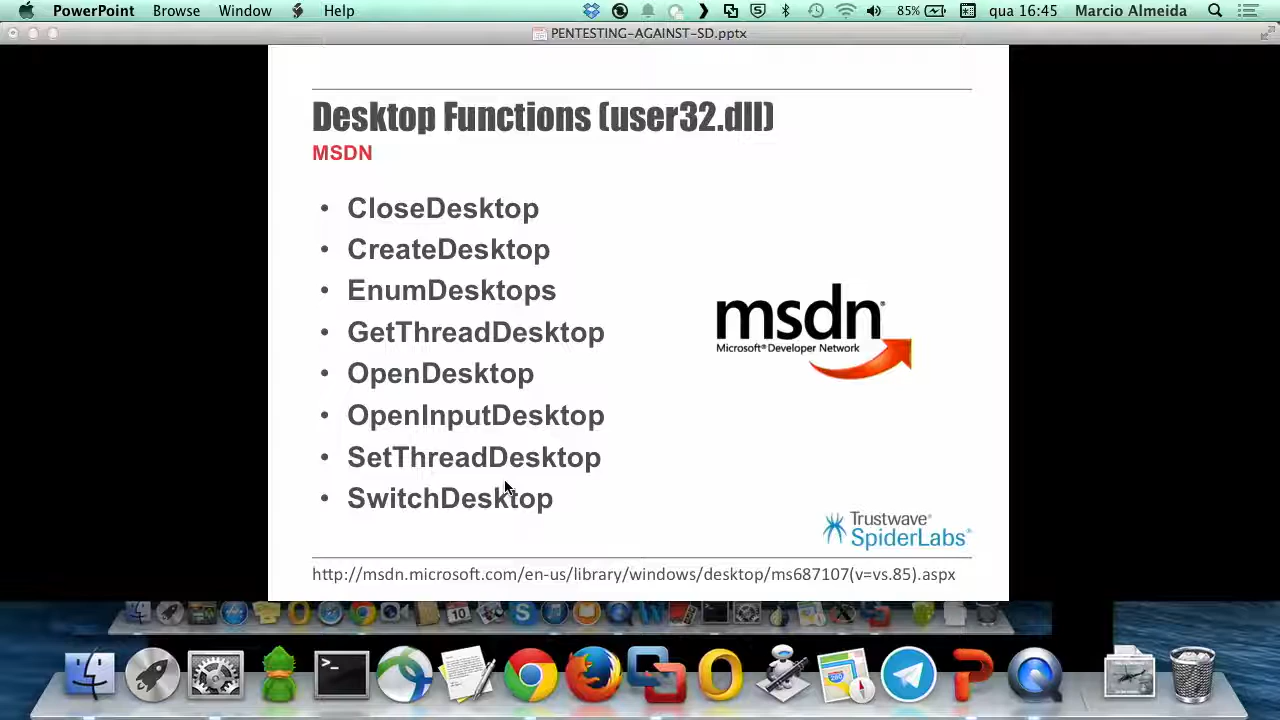 PowerPoint Browse Window Help 85% qua 16:45 Marcio Almeida
PENTESTING-AGAINST-SD.pptx
Desktop Functions (user32.dll)
MSDN
• CloseDesktop
• CreateDesktop
• EnumDesktops
• GetThreadDesktop
• OpenDesktop
• OpenInputDesktop
• SetThreadDesktop
• SwitchDesktop
msdn®
Microsoft® Developer Network
Trustwave®
SpiderLabs®
http://msdn.microsoft.com/en-us/library/windows/desktop/ms687107(v=vs.85).aspx